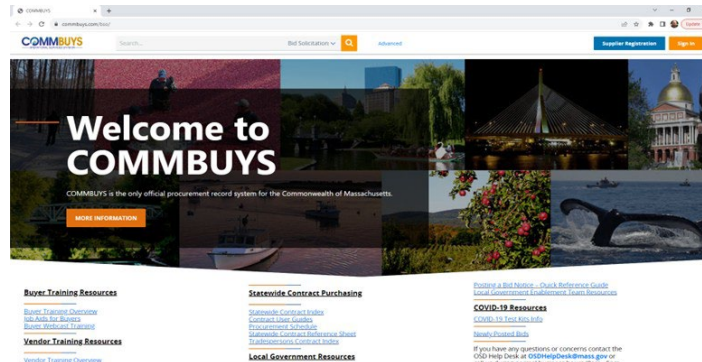 COMMBUYS
commbuys.com/bso/
Update
COMMBUYS
Search...
Bid Solicitation
Advanced
Supplier Registration
Sign In
Welcome to
COMMBUYS
COMMBUYS is the only official procurement record system for the Commonwealth of Massachusetts.
MORE INFORMATION
Buyer Training Resources
Buyer Training Overview
Job Aids for Buyers
Buyer Webcast Training
Vendor Training Resources
Vendor Training Overview
Statewide Contract Purchasing
Statewide Contract Index
Contract User Guides
Procurement Schedule
Statewide Contract Reference Sheet
Tradespersons Contract Index
Local Government Resources
Posting a Bid Notice - Quick Reference Guide
Local Government Enablement Team Resources
COVID-19 Resources
COVID-19 Test Kits Info
Newly Posted Bids
If you have any questions or concerns contact the
OSD Help Desk at OSDHelpDesk@mass.gov or